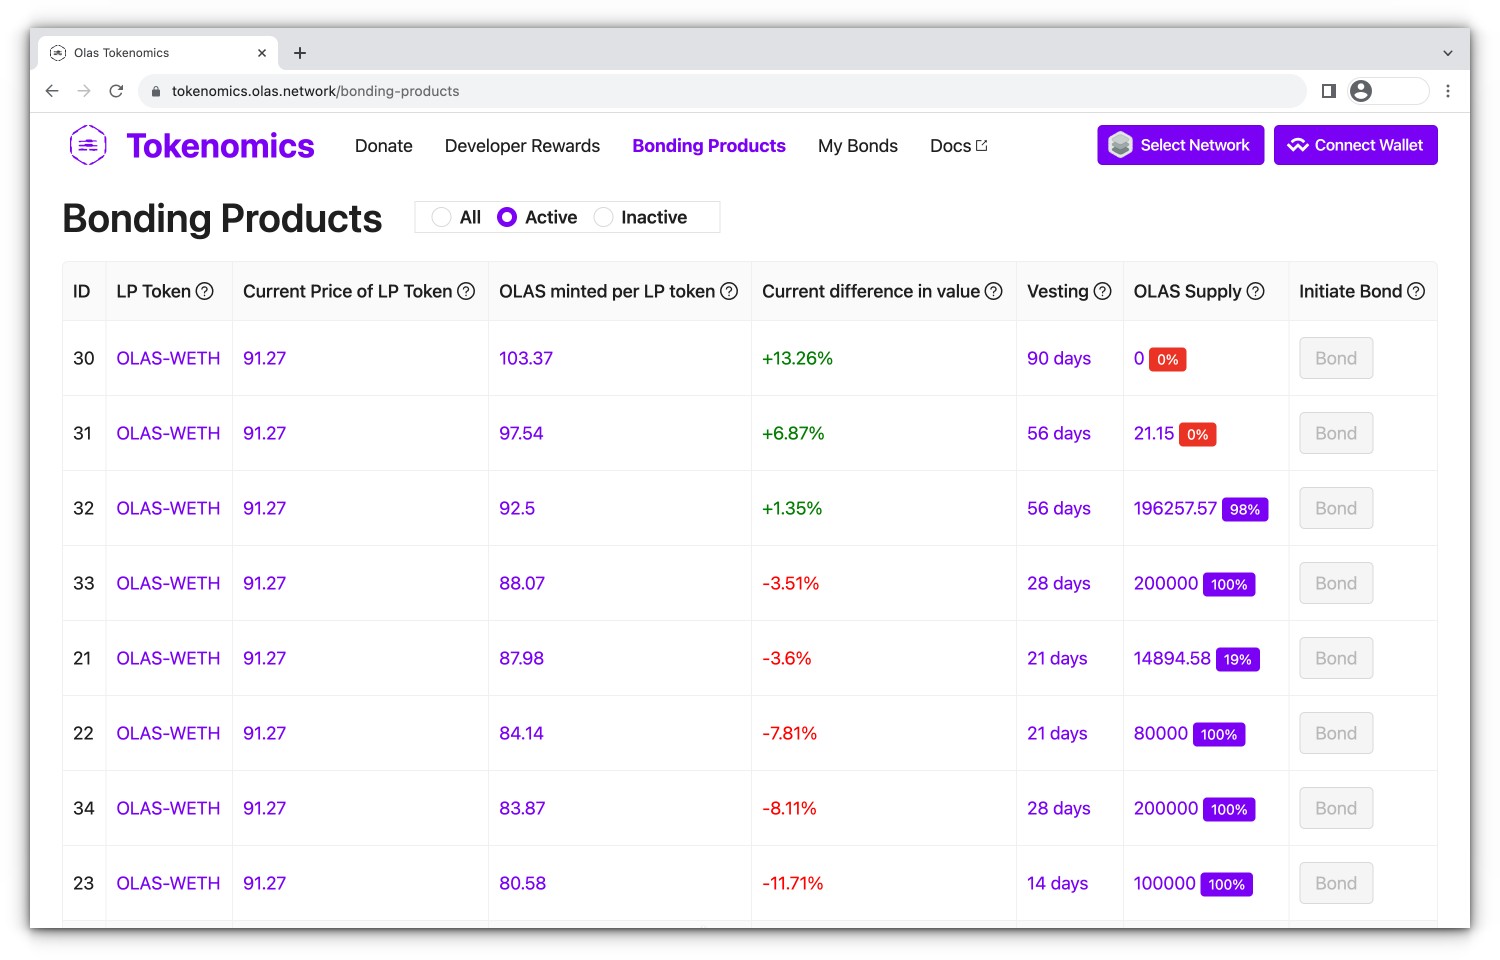 Olas Tokenomics
tokenomics.olas.network/bonding-products
Tokenomics Donate Developer Rewards Bonding Products My Bonds Docs Select Network Connect Wallet
Bonding Products All Active Inactive
ID LP Token Current Price of LP Token OLAS minted per LP token Current difference in value Vesting OLAS Supply Initiate Bond
30 OLAS-WETH 91.27 103.37 +13.26% 90 days 0 0% Bond
31 OLAS-WETH 91.27 97.54 +6.87% 56 days 21.15 0% Bond
32 OLAS-WETH 91.27 92.5 +1.35% 56 days 196257.57 98% Bond
33 OLAS-WETH 91.27 88.07 -3.51% 28 days 200000 100% Bond
21 OLAS-WETH 91.27 87.98 -3.6% 21 days 14894.58 19% Bond
22 OLAS-WETH 91.27 84.14 -7.81% 21 days 80000 100% Bond
34 OLAS-WETH 91.27 83.87 -8.11% 28 days 200000 100% Bond
23 OLAS-WETH 91.27 80.58 -11.71% 14 days 100000 100% Bond